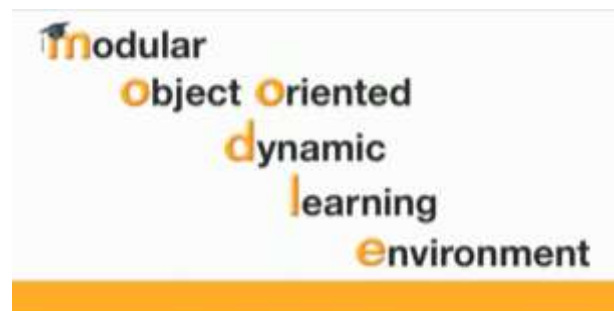 modular
object oriented
dynamic
learning
environment